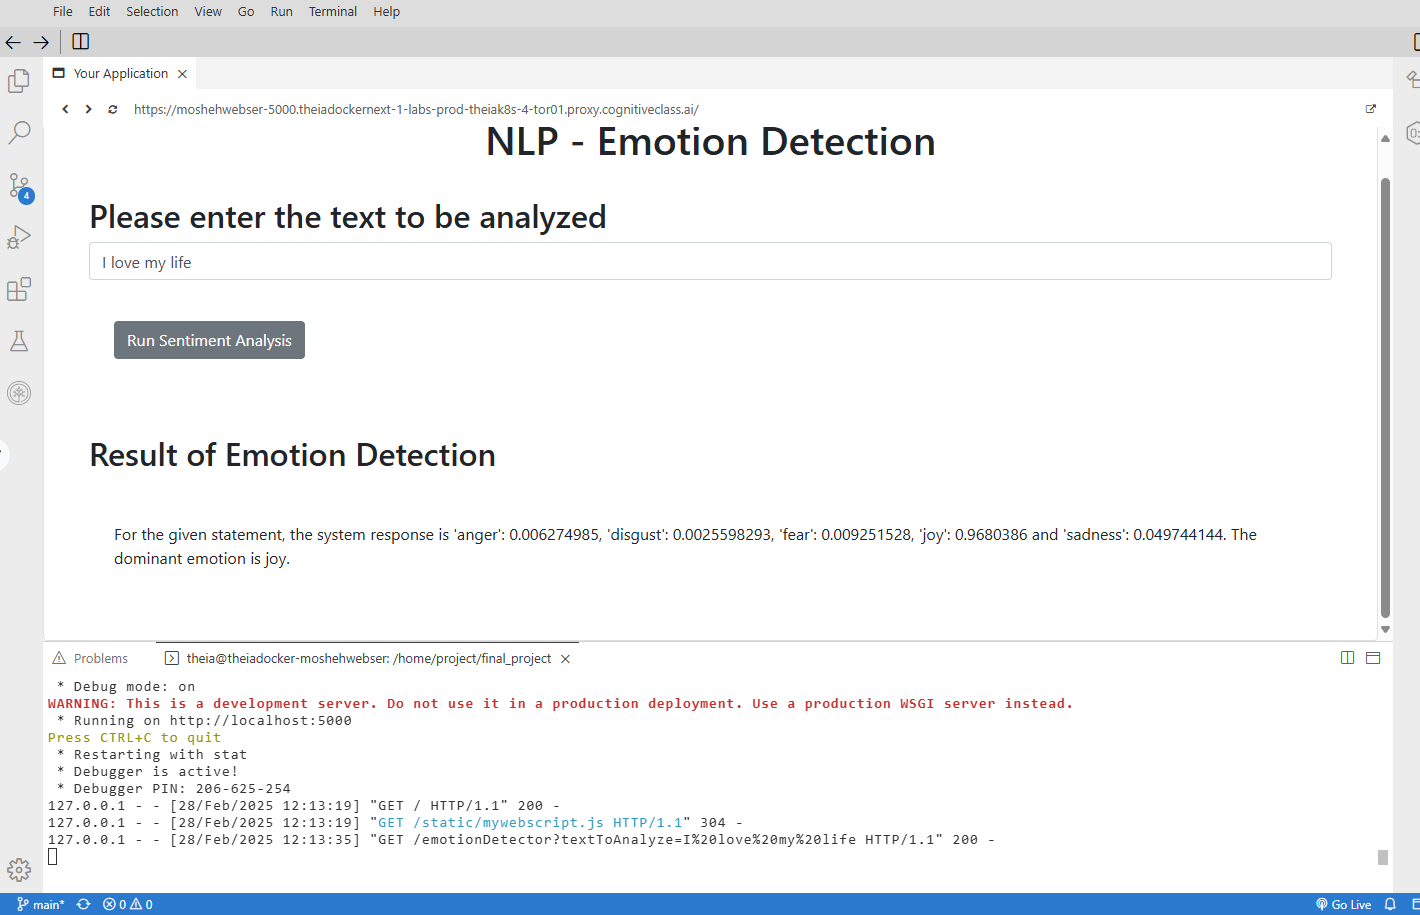 File Edit Selection View Go Run Terminal Help
Your Application
https://moshehwebser-5000.theiadockernext-1-labs-prod-theiak8s-4-tor01.proxy.cognitiveclass.ai/
NLP - Emotion Detection
Please enter the text to be analyzed
I love my life
4
Run Sentiment Analysis
Result of Emotion Detection
For the given statement, the system response is 'anger': 0.006274985, 'disgust': 0.0025598293, 'fear': 0.009251528, 'joy': 0.9680386 and 'sadness': 0.049744144. The
dominant emotion is joy.
Problems theia@theiadocker-moshehwebser: /home/project/final_project
* Debug mode: on
WARNING: This is a development server. Do not use it in a production deployment. Use a production WSGI server instead.
* Running on http://localhost:5000
Press CTRL+C to quit
* Restarting with stat
* Debugger is active!
* Debugger PIN: 206-625-254
127.0.0.1 - - [28/Feb/2025 12:13:19] "GET / HTTP/1.1" 200 -
127.0.0.1 - - [28/Feb/2025 12:13:19] "GET /static/mywebscript.js HTTP/1.1" 304 -
127.0.0.1 - - [28/Feb/2025 12:13:35] "GET /emotionDetector?textToAnalyze=I%20love%20my%20life HTTP/1.1" 200 -
main* 0 0 Go Live